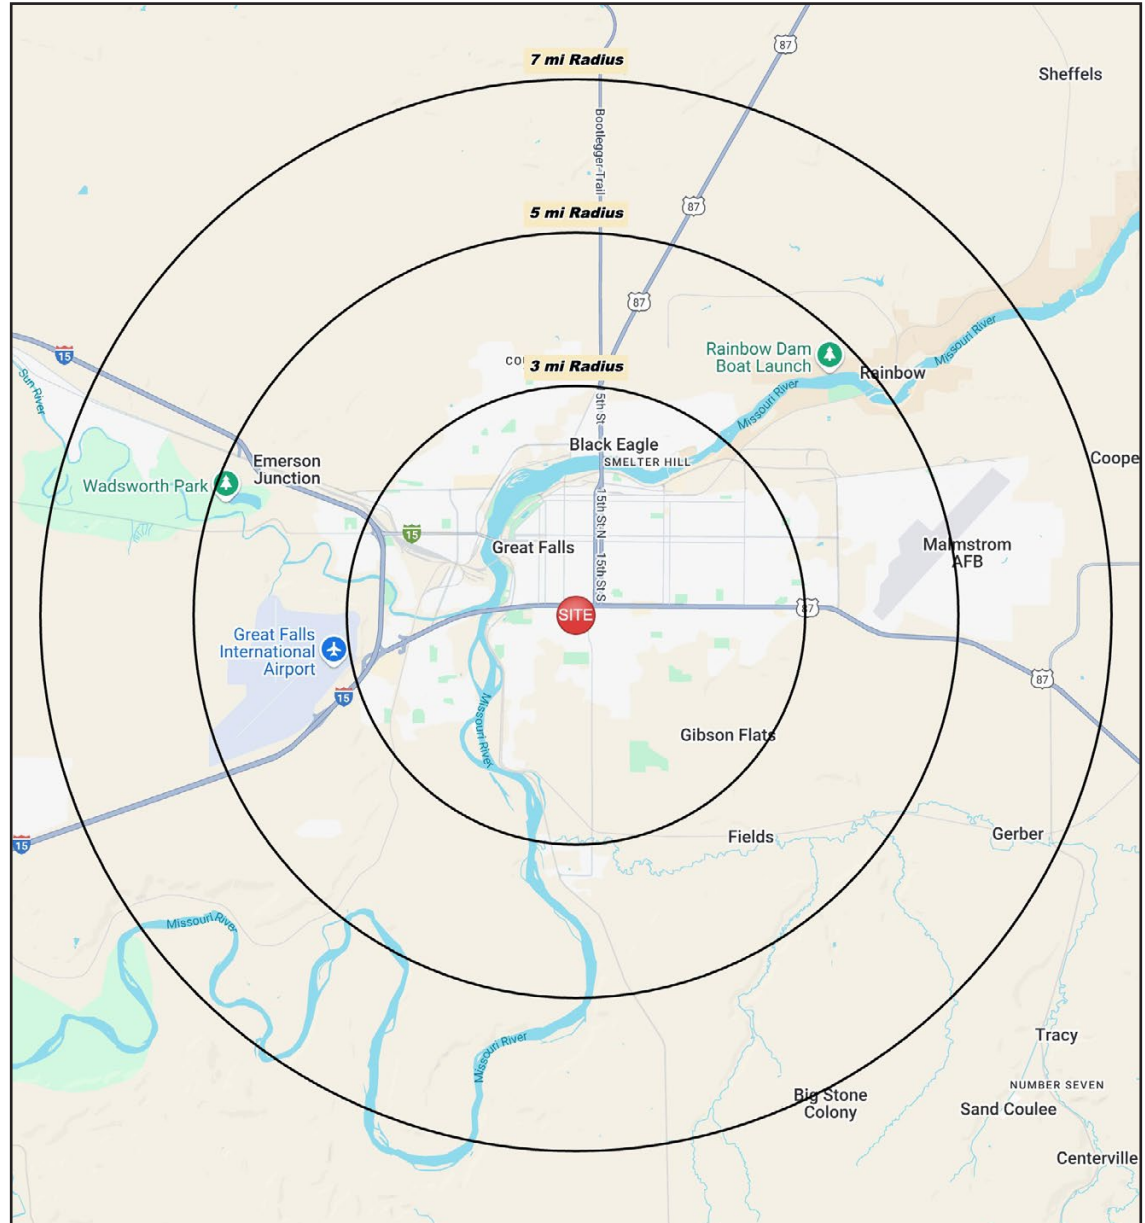 87
7 mi Radius
Sheffels
Bootlegger Trail
87
5 mi Radius
87
15
Missouri River
Rainbow Dam
Boat Launch
3 mi Radius
Rainbow
Sun River
Missouri River
15th St
Black Eagle
SMELTER HILL
Emerson
Junction
Wadsworth Park
15th St N
15
Great Falls
Malmstrom
AFB
15th St S
SITE
87
Great Falls
International
Airport
87
15
Missouri River
Gibson Flats
Fields
Gerber
15
Missouri River
Missouri River
Tracy
NUMBER SEVEN
Big Stone
Colony
Sand Coulee
Centerville